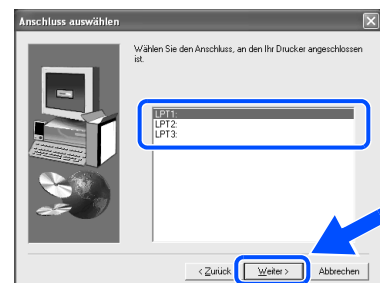 Anschluss auswählen
Wählen Sie den Anschluss, an den Ihr Drucker angeschlossen
ist.
LPT1:
LPT2:
LPT3:
< Zurück Weiter > Abbrechen